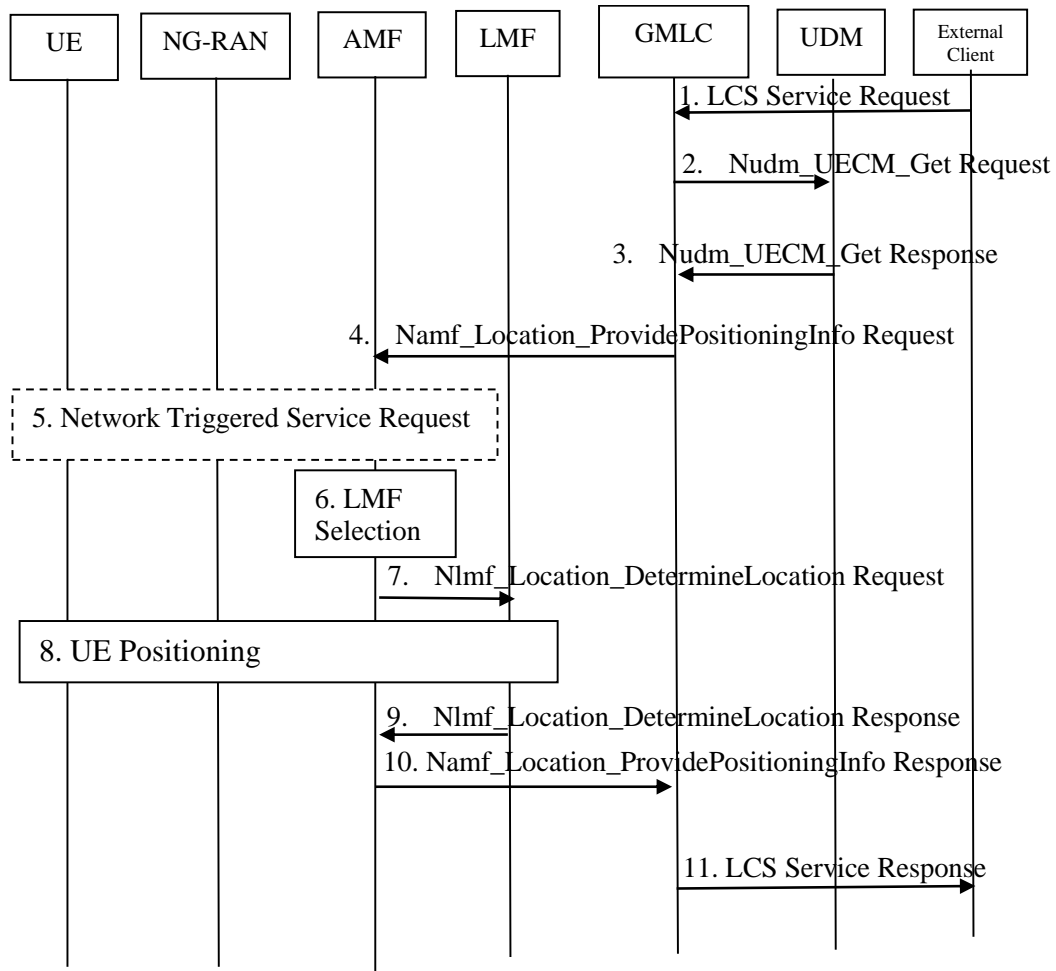 UE
NG-RAN
AMF
LMF
GMLC
UDM
External
Client
1. LCS Service Request
2. Nudm_UECM_Get Request
3. Nudm_UECM_Get Response
4. Namf_Location_ProvidePositioningInfo Request
5. Network Triggered Service Request
6. LMF
Selection
7. Nlmf_Location_DetermineLocation Request
8. UE Positioning
9. Nlmf_Location_DetermineLocation Response
10. Namf_Location_ProvidePositioningInfo Response
11. LCS Service Response